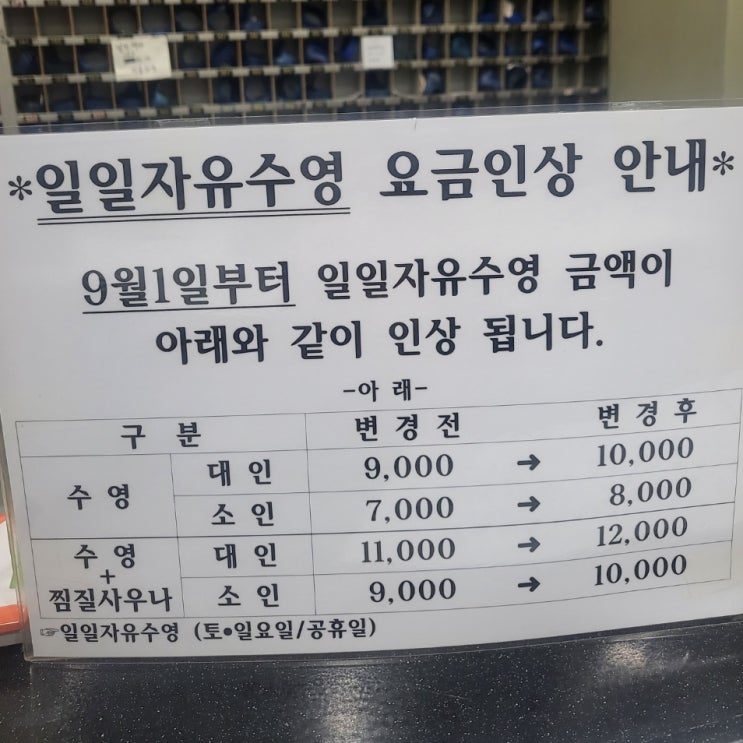 *일일자유수영 요금인상 안내*
9월1일부터 일일자유수영 금액이
아래와 같이 인상 됩니다.
-아 래-
구 분 변 경 전 변 경 후
수 영 대 인 9,000 → 10,000
소 인 7,000 → 8,000
수 영 + 찜질사우나 대 인 11,000 → 12,000
소 인 9,000 → 10,000
☞일일자유수영 (토•일요일/공휴일)